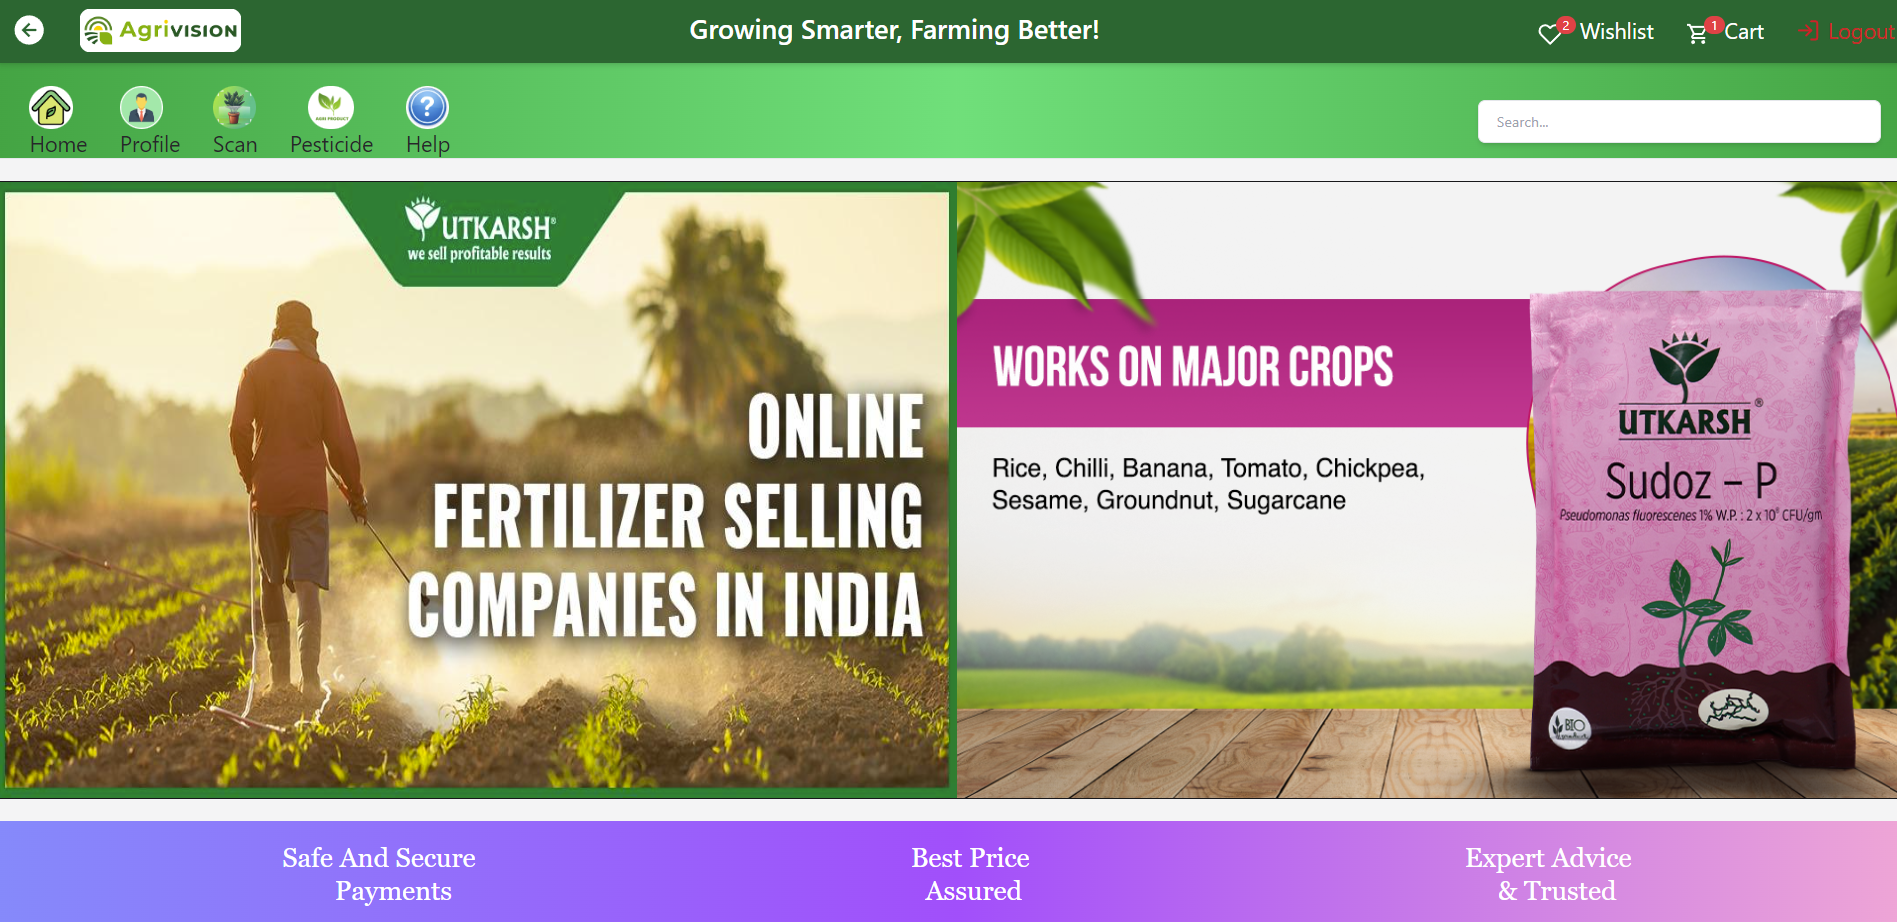 AgriVISION
Growing Smarter, Farming Better!
2
Wishlist
1
Cart
Logout
AGRI PRODUCT
?
Home
Profile
Scan
Pesticide
Help
Search...
UTKARSH®
we sell profitable results
ONLINE
FERTILIZER SELLING
COMPANIES IN INDIA
WORKS ON MAJOR CROPS
Rice, Chilli, Banana, Tomato, Chickpea,
Sesame, Groundnut, Sugarcane
UTKARSH®
Sudoz – P
Pseudomonas fluorescenes 1% W.P. : 2 x 10⁸ CFU/gm
BIO
Safe And Secure
Payments
Best Price
Assured
Expert Advice
& Trusted